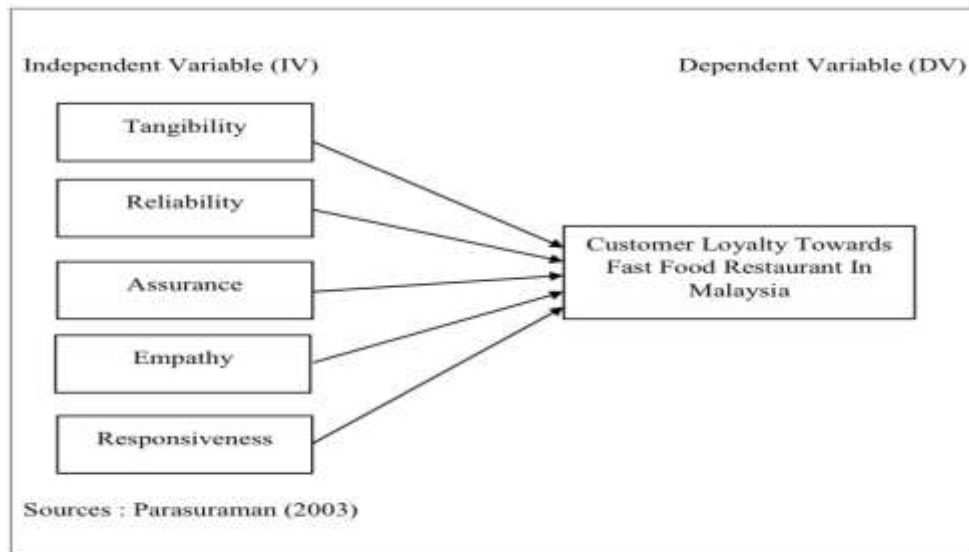 Independent Variable (IV)
Dependent Variable (DV)
Tangibility
Reliability
Assurance
Empathy
Responsiveness
Customer Loyalty Towards
Fast Food Restaurant In
Malaysia
Sources : Parasuraman (2003)